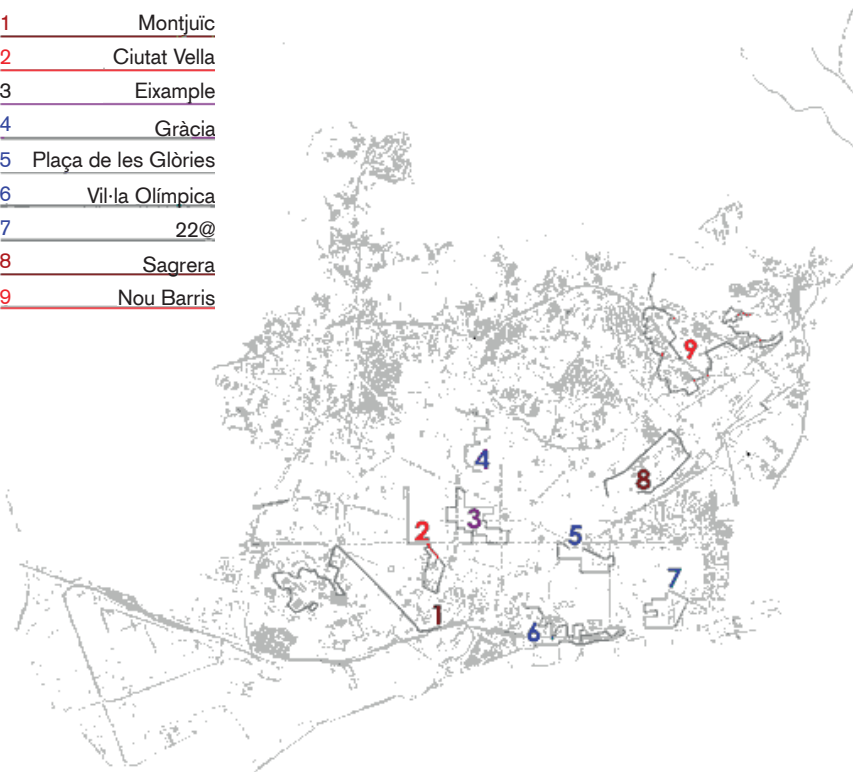 1 Montjuïc
2 Ciutat Vella
3 Eixample
4 Gràcia
5 Plaça de les Glòries
6 Vil·la Olímpica
7 22@
8 Sagrera
9 Nou Barris
9
4
8
3
2
5
7
1
6